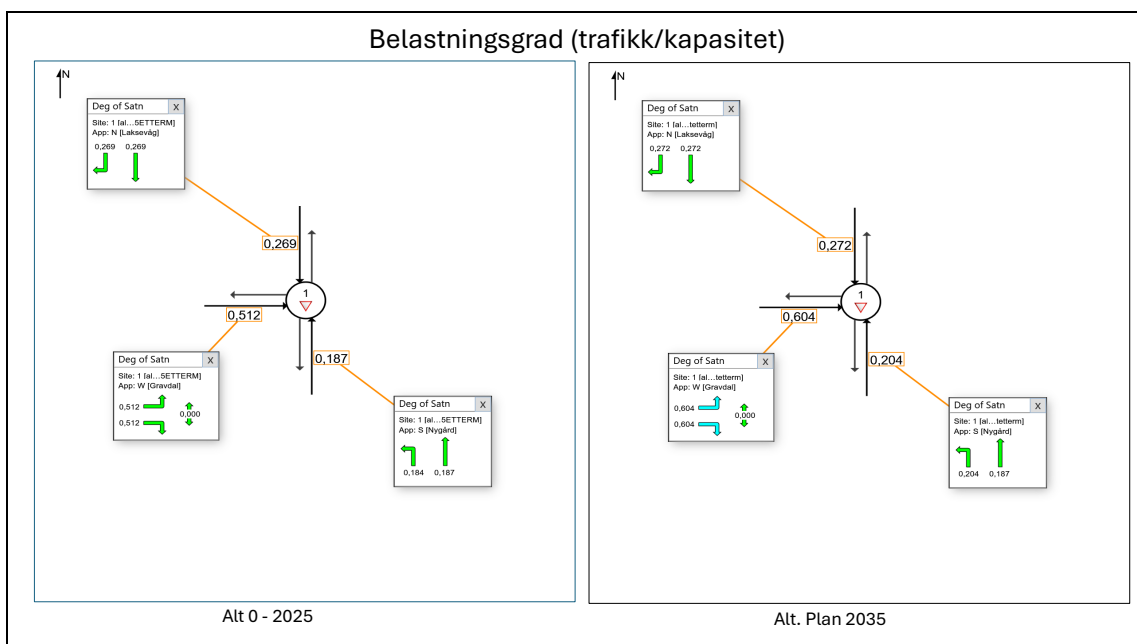 Belastningsgrad (trafikk/kapasitet)
N
Deg of Satn X
Site: 1 [al...5ETTERM]
App: N [Laksevåg]
0,269 0,269
0,269
1
0,512
0,187
Deg of Satn X
Site: 1 [al...5ETTERM]
App: W [Gravdal]
0,512
0,000
0,512
Deg of Satn X
Site: 1 [al...5ETTERM]
App: S [Nygård]
0,184 0,187
Alt 0 - 2025
N
Deg of Satn X
Site: 1 [al...tetterm]
App: N [Laksevåg]
0,272 0,272
0,272
1
0,604
0,204
Deg of Satn X
Site: 1 [al...tetterm]
App: W [Gravdal]
0,604
0,000
0,604
Deg of Satn X
Site: 1 [al...tetterm]
App: S [Nygård]
0,204 0,187
Alt. Plan 2035